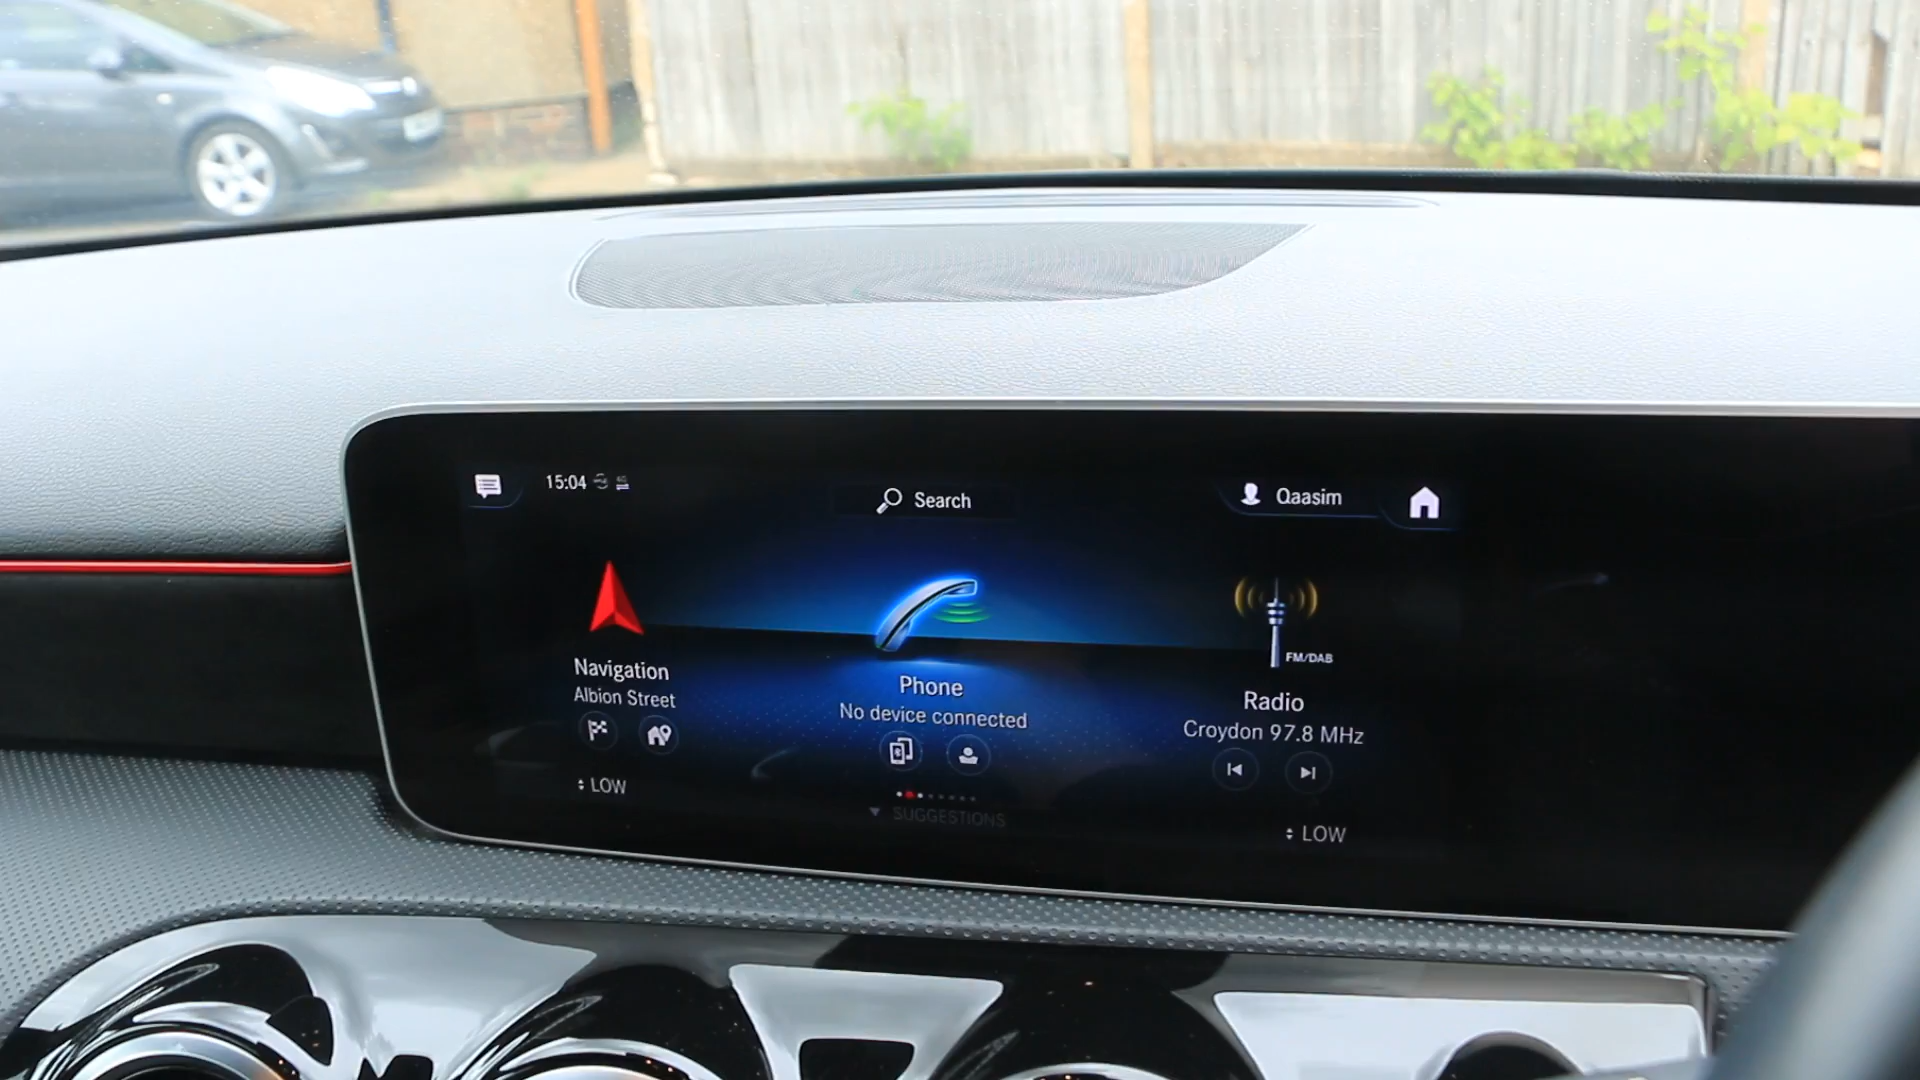 15:04
Search
Qaasim
Navigation
Albion Street
Phone
No device connected
FM/DAB
Radio
Croydon 97.8 MHz
LOW
SUGGESTIONS
LOW